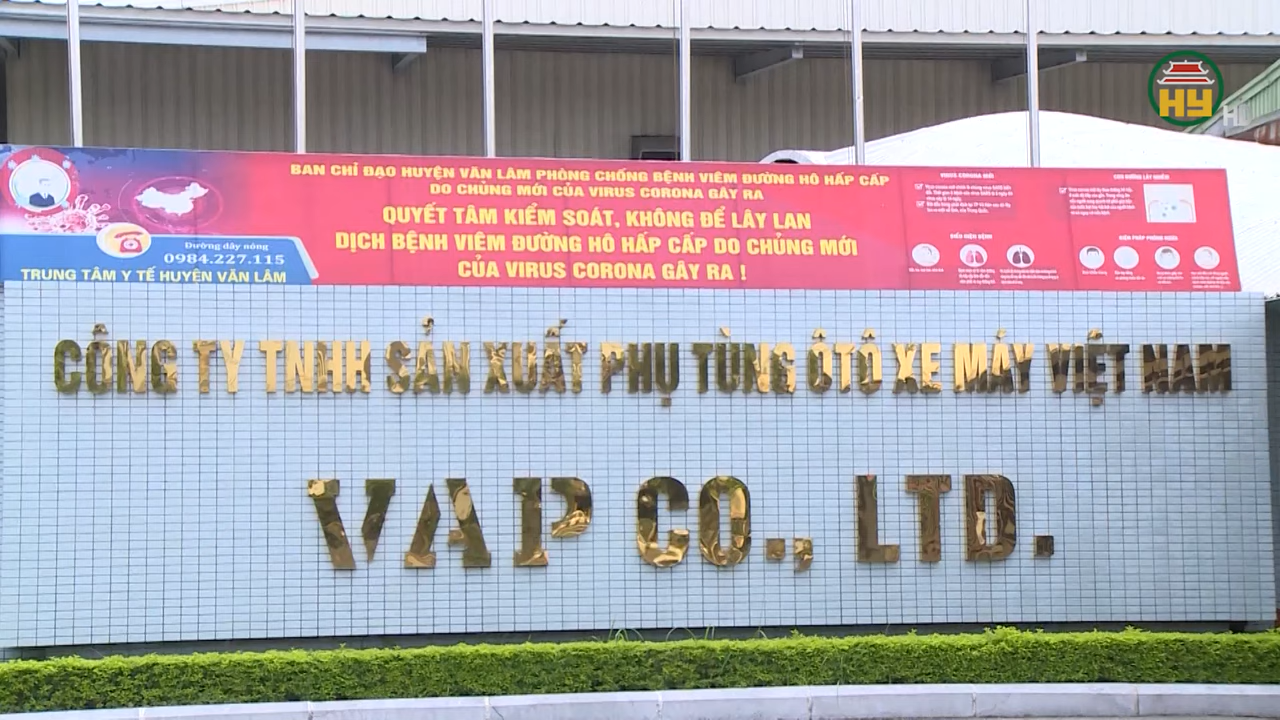 HY
BAN CHỈ ĐẠO HUYỆN VĂN LÂM PHÒNG CHỐNG BỆNH VIÊM ĐƯỜNG HÔ HẤP CẤP
DO CHỦNG MỚI CỦA VIRUS CORONA GÂY RA
QUYẾT TÂM KIỂM SOÁT, KHÔNG ĐỂ LÂY LAN
DỊCH BỆNH VIÊM ĐƯỜNG HÔ HẤP CẤP DO CHỦNG MỚI
CỦA VIRUS CORONA GÂY RA !
Đường dây nóng
0984.227.115
TRUNG TÂM Y TẾ HUYỆN VĂN LÂM
VIRUS CORONA MỚI
CON ĐƯỜNG LÂY NHIỄM
BIỂU HIỆN BỆNH
BIỆN PHÁP PHÒNG NGỪA
CÔNG TY TNHH SẢN XUẤT PHỤ TÙNG ÔTÔ XE MÁY VIỆT NAM
VAP CO., LTD.